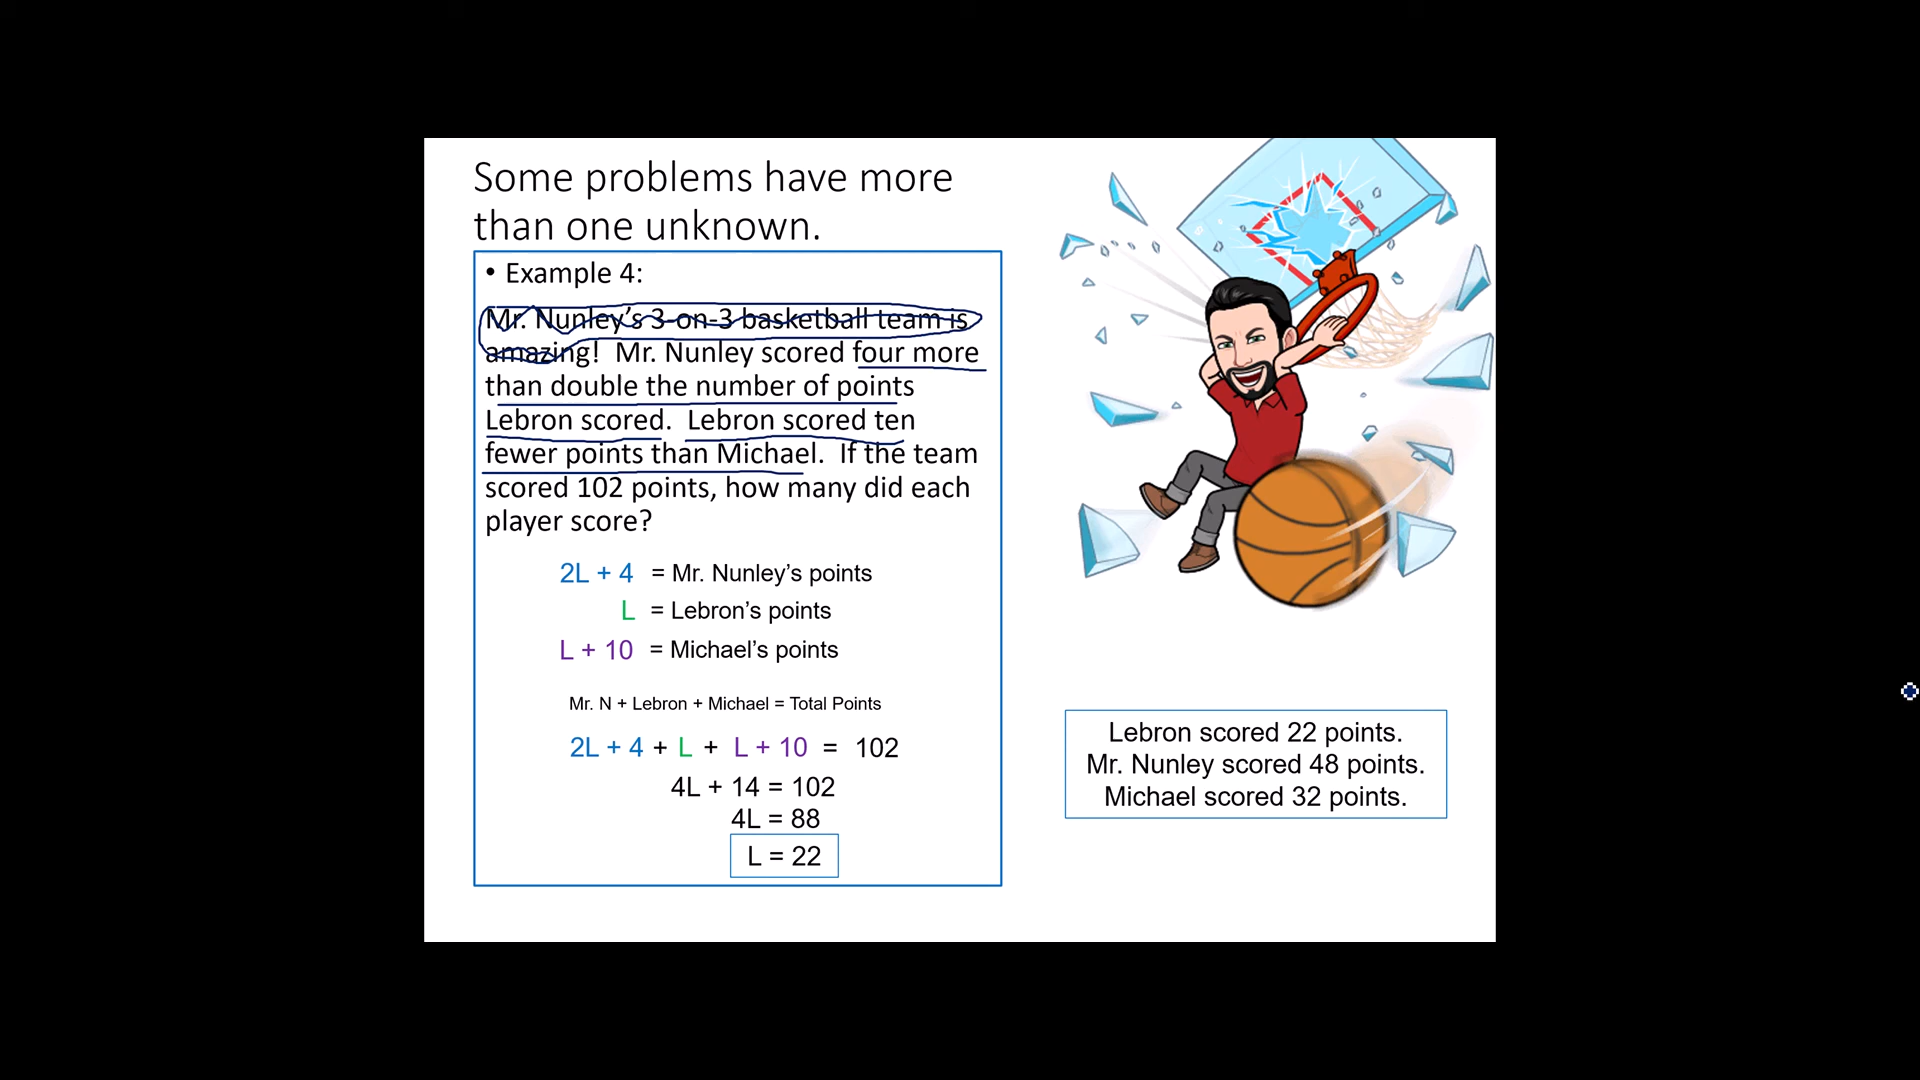 Some problems have more
than one unknown.
• Example 4:
Mr. Nunley's 3-on-3 basketball team is
amazing! Mr. Nunley scored four more
than double the number of points
Lebron scored. Lebron scored ten
fewer points than Michael. If the team
scored 102 points, how many did each
player score?
2L + 4 = Mr. Nunley's points
L = Lebron's points
L + 10 = Michael's points
Mr. N + Lebron + Michael = Total Points
2L + 4 + L + L + 10 = 102
4L + 14 = 102
4L = 88
L = 22
Lebron scored 22 points.
Mr. Nunley scored 48 points.
Michael scored 32 points.